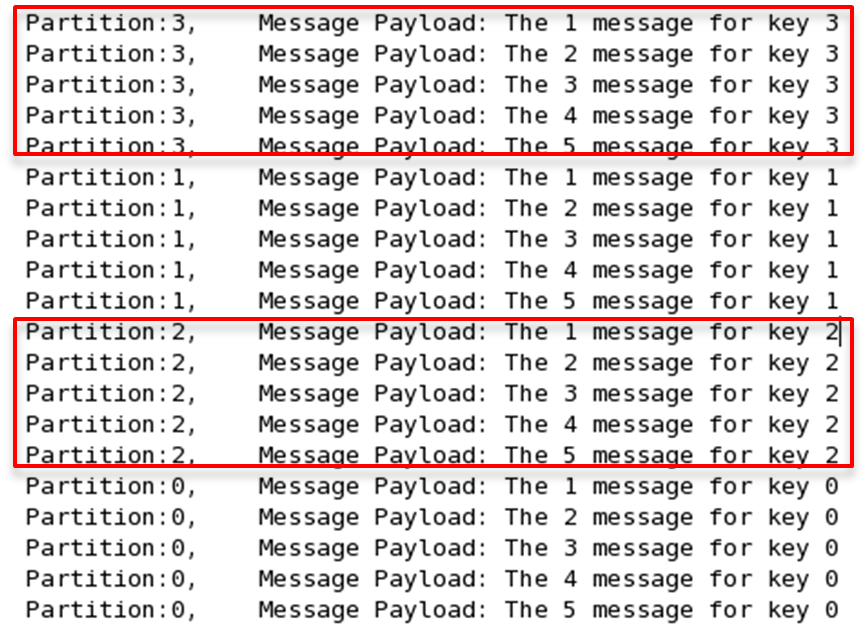 Partition:3,    Message Payload: The 1 message for key 3
Partition:3,    Message Payload: The 2 message for key 3
Partition:3,    Message Payload: The 3 message for key 3
Partition:3,    Message Payload: The 4 message for key 3
Partition:3,    Message Payload: The 5 message for key 3
Partition:1,    Message Payload: The 1 message for key 1
Partition:1,    Message Payload: The 2 message for key 1
Partition:1,    Message Payload: The 3 message for key 1
Partition:1,    Message Payload: The 4 message for key 1
Partition:1,    Message Payload: The 5 message for key 1
Partition:2,    Message Payload: The 1 message for key 2
Partition:2,    Message Payload: The 2 message for key 2
Partition:2,    Message Payload: The 3 message for key 2
Partition:2,    Message Payload: The 4 message for key 2
Partition:2,    Message Payload: The 5 message for key 2
Partition:0,    Message Payload: The 1 message for key 0
Partition:0,    Message Payload: The 2 message for key 0
Partition:0,    Message Payload: The 3 message for key 0
Partition:0,    Message Payload: The 4 message for key 0
Partition:0,    Message Payload: The 5 message for key 0